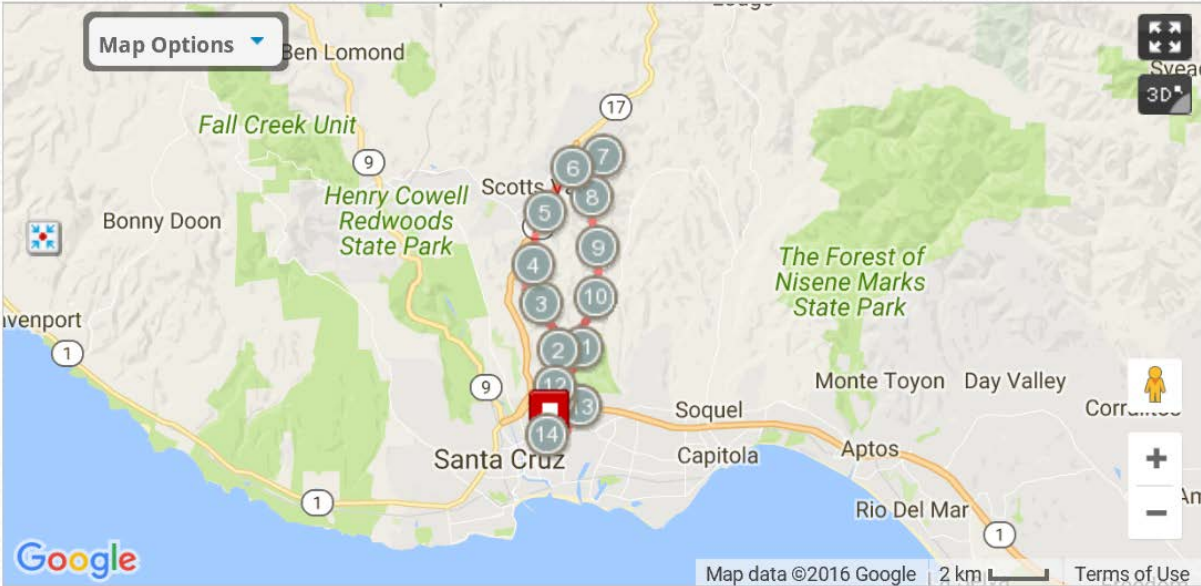 Map Options
Ben Lomond
17
Fall Creek Unit
9
7
6
Scotts
8
5
Henry Cowell
Redwoods
State Park
Bonny Doon
9
4
The Forest of
Nisene Marks
State Park
3
10
1
2
1
12
9
Monte Toyon
Day Valley
13
Soquel
14
Santa Cruz
Capitola
Aptos
1
Rio Del Mar
1
3D
+
−
Google
Map data ©2016 Google
2 km
Terms of Use